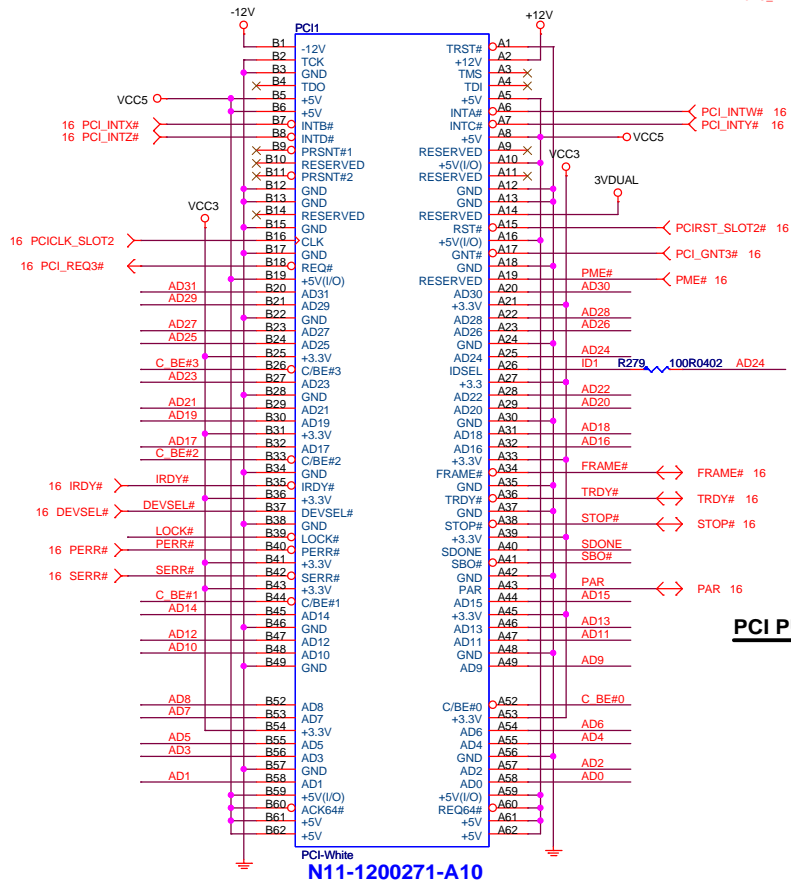 -12V +12V
PCI1
B1 -12V TRST# A1
B2 TCK +12V A2
B3 GND TMS A3
B4 TDO TDI A4
VCC5 B5 +5V +5V A5
B6 +5V INTA# A6 PCI_INTW# 16
16 PCI_INTX# B7 INTB# INTC# A7 PCI_INTY# 16
16 PCI_INTZ# B8 INTD# +5V A8 VCC5
B9 PRSNT#1 RESERVED A9
B10 RESERVED +5V(I/O) A10 VCC3
B11 PRSNT#2 RESERVED A11
B12 GND GND A12
B13 GND GND A13 3VDUAL
VCC3 B14 RESERVED RESERVED A14
B15 GND RST# A15 PCIRST_SLOT2# 16
16 PCICLK_SLOT2 B16 CLK +5V(I/O) A16
B17 GND GNT# A17 PCI_GNT3# 16
16 PCI_REQ3# B18 REQ# GND A18
B19 +5V(I/O) RESERVED A19 PME# PME# 16
AD31 B20 AD31 AD30 A20 AD30
AD29 B21 AD29 +3.3V A21
B22 GND AD28 A22 AD28
AD27 B23 AD27 AD26 A23 AD26
AD25 B24 AD25 GND A24
B25 +3.3V AD24 A25 AD24
C_BE#3 B26 C/BE#3 IDSEL A26 ID1 R279 100R0402 AD24
AD23 B27 AD23 +3.3 A27
B28 GND AD22 A28 AD22
AD21 B29 AD21 AD20 A29 AD20
AD19 B30 AD19 GND A30
B31 +3.3V AD18 A31 AD18
AD17 B32 AD17 AD16 A32 AD16
C_BE#2 B33 C/BE#2 +3.3V A33
B34 GND FRAME# A34 FRAME# FRAME# 16
16 IRDY# IRDY# B35 IRDY# GND A35
B36 +3.3V TRDY# A36 TRDY# TRDY# 16
16 DEVSEL# DEVSEL# B37 DEVSEL# GND A37
B38 GND STOP# A38 STOP# STOP# 16
LOCK# B39 LOCK# +3.3V A39
16 PERR# PERR# B40 PERR# SDONE A40 SDONE
B41 +3.3V SBO# A41 SBO#
16 SERR# SERR# B42 SERR# GND A42
B43 +3.3V PAR A43 PAR PAR 16
C_BE#1 B44 C/BE#1 AD15 A44 AD15
AD14 B45 AD14 +3.3V A45
B46 GND AD13 A46 AD13
AD12 B47 AD12 AD11 A47 AD11
PCI P
AD10 B48 AD10 GND A48
B49 GND AD9 A49 AD9
AD8 B52 AD8 C/BE#0 A52 C_BE#0
AD7 B53 AD7 +3.3V A53
B54 +3.3V AD6 A54 AD6
AD5 B55 AD5 AD4 A55 AD4
AD3 B56 AD3 GND A56
B57 GND AD2 A57 AD2
AD1 B58 AD1 AD0 A58 AD0
B59 +5V(I/O) +5V(I/O) A59
B60 ACK64# REQ64# A60
B61 +5V +5V A61
B62 +5V +5V A62
PCI-White
N11-1200271-A10